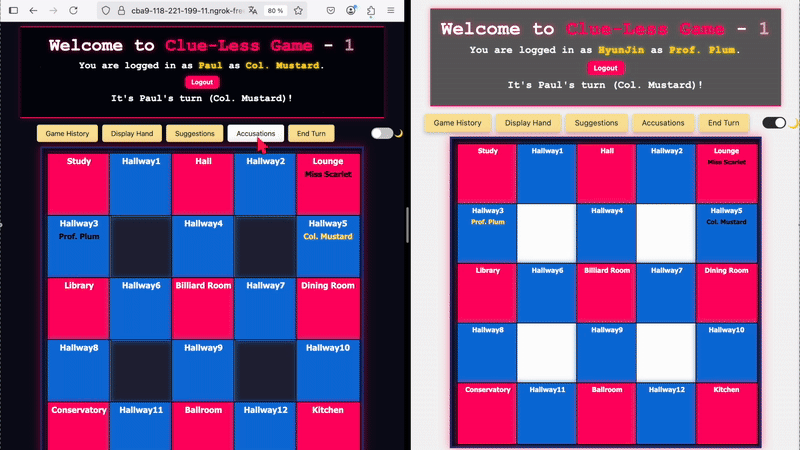 cba9-118-221-199-11.ngrok-fre
80 %
Welcome to Clue-Less Game - 1
You are logged in as Paul as Col. Mustard.
Logout
It's Paul's turn (Col. Mustard)!
Game History Display Hand Suggestions Accusations End Turn
Study Hallway1 Hall Hallway2 Lounge
Miss Scarlet
Hallway3 Hallway4 Hallway5
Prof. Plum Col. Mustard
Library Hallway6 Billiard Room Hallway7 Dining Room
Hallway8 Hallway9 Hallway10
Conservatory Hallway11 Ballroom Hallway12 Kitchen
Welcome to Clue-Less Game - 1
You are logged in as HyunJin as Prof. Plum.
Logout
It's Paul's turn (Col. Mustard)!
Game History Display Hand Suggestions Accusations End Turn
Study Hallway1 Hall Hallway2 Lounge
Miss Scarlet
Hallway3 Hallway4 Hallway5
Prof. Plum Col. Mustard
Library Hallway6 Billiard Room Hallway7 Dining Room
Hallway8 Hallway9 Hallway10
Conservatory Hallway11 Ballroom Hallway12 Kitchen